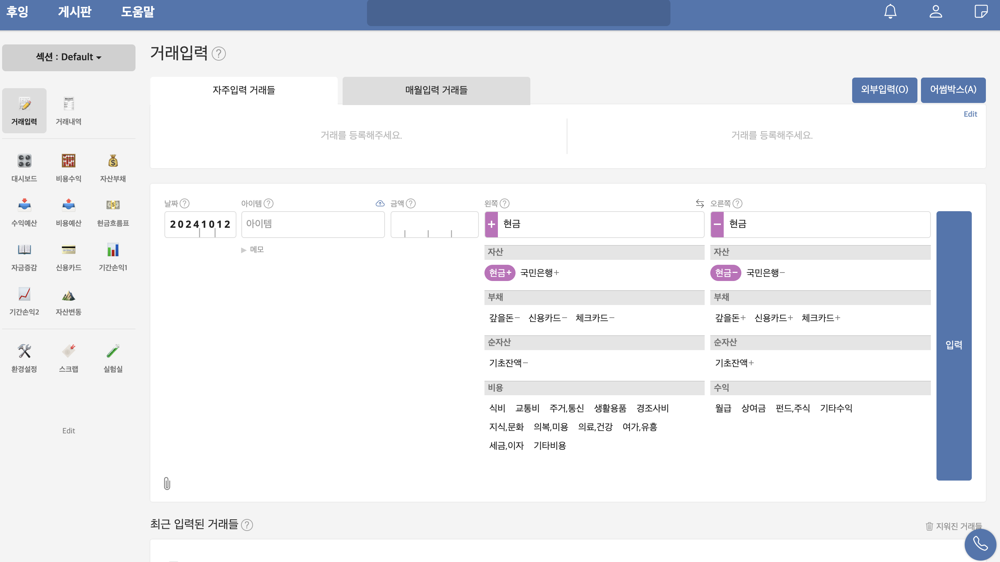 후잉 게시판 도움말
섹션 : Default
거래입력 거래내역
대시보드 비용수익 자산부채
수익예산 비용예산 현금흐름표
자금증감 신용카드 기간손익1
기간손익2 자산변동
환경설정 스크랩 실험실
Edit
거래입력 ?
자주입력 거래들 매월입력 거래들
외부입력(O) 어썸박스(A)
Edit
거래를 등록해주세요. 거래를 등록해주세요.
날짜 ? 아이템 ? 금액 ? 왼쪽 ? 오른쪽 ?
20241012 아이템 + 현금 − 현금
▶ 메모
자산
현금+ 국민은행+
부채
갚을돈− 신용카드− 체크카드−
순자산
기초잔액−
비용
식비 교통비 주거,통신 생활용품 경조사비
지식,문화 의복,미용 의료,건강 여가,유흥
세금,이자 기타비용
자산
현금− 국민은행−
부채
갚을돈+ 신용카드+ 체크카드+
순자산
기초잔액+
수익
월급 상여금 펀드,주식 기타수익
입력
최근 입력된 거래들 ?
지워진 거래들